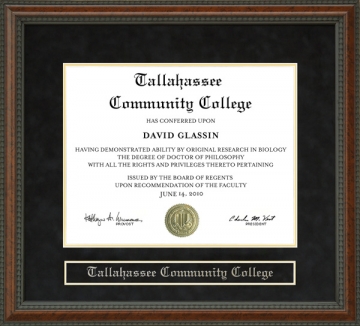 Tallahassee
Community College
HAS CONFERRED UPON
DAVID GLASSIN
HAVING DEMONSTRATED ABILITY BY ORIGINAL RESEARCH IN BIOLOGY
THE DEGREE OF DOCTOR OF PHILOSOPHY
WITH ALL THE RIGHTS AND PRIVILEGES THERETO PERTAINING
ISSUED BY THE BOARD OF REGENTS
UPON RECOMMENDATION OF THE FACULTY
JUNE 14, 2010
PROVOST
PRESIDENT
Tallahassee Community College